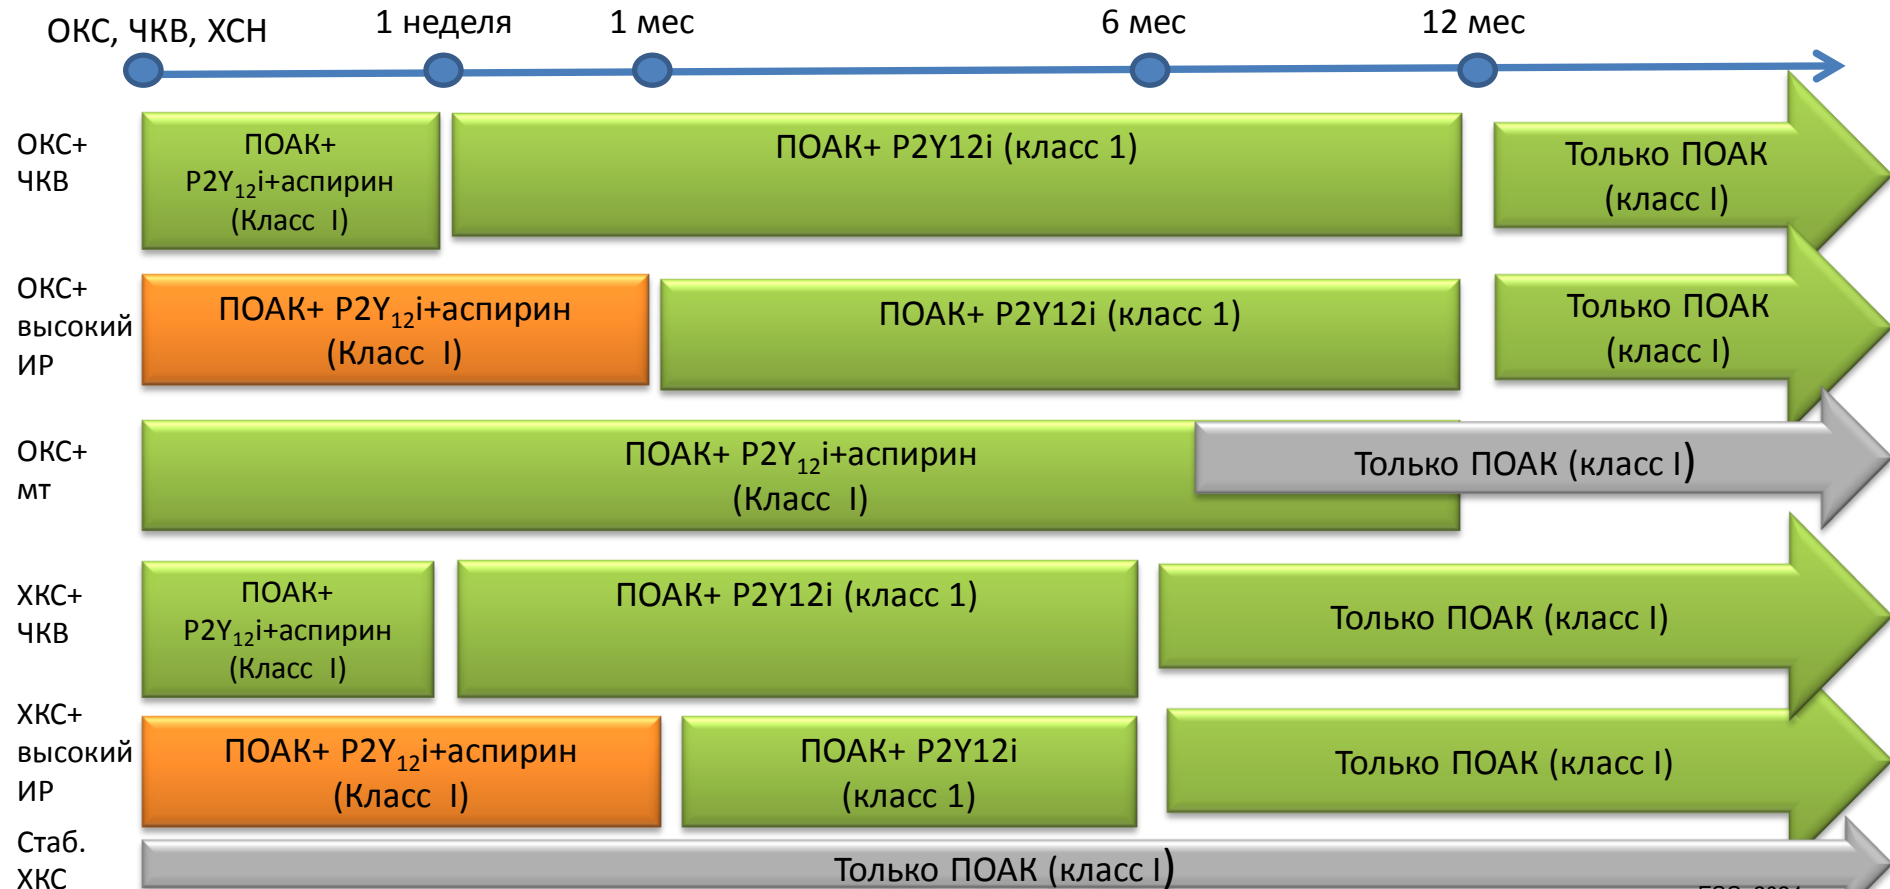 ОКС, ЧКВ, ХСН
1 неделя
1 мес
6 мес
12 мес
ОКС+
ЧКВ
ПОАК+
P2Y12i+аспирин
(Класс I)
ПОАК+ P2Y12i (класс 1)
Только ПОАК
(класс I)
ОКС+
высокий
ИР
ПОАК+ P2Y12i+аспирин
(Класс I)
ПОАК+ P2Y12i (класс 1)
Только ПОАК
(класс I)
ОКС+
мт
ПОАК+ P2Y12i+аспирин
(Класс I)
Только ПОАК (класс I)
ХКС+
ЧКВ
ПОАК+
P2Y12i+аспирин
(Класс I)
ПОАК+ P2Y12i (класс 1)
Только ПОАК (класс I)
ХКС+
высокий
ИР
ПОАК+ P2Y12i+аспирин
(Класс I)
ПОАК+ P2Y12i
(класс 1)
Только ПОАК (класс I)
Стаб.
ХКС
Только ПОАК (класс I)